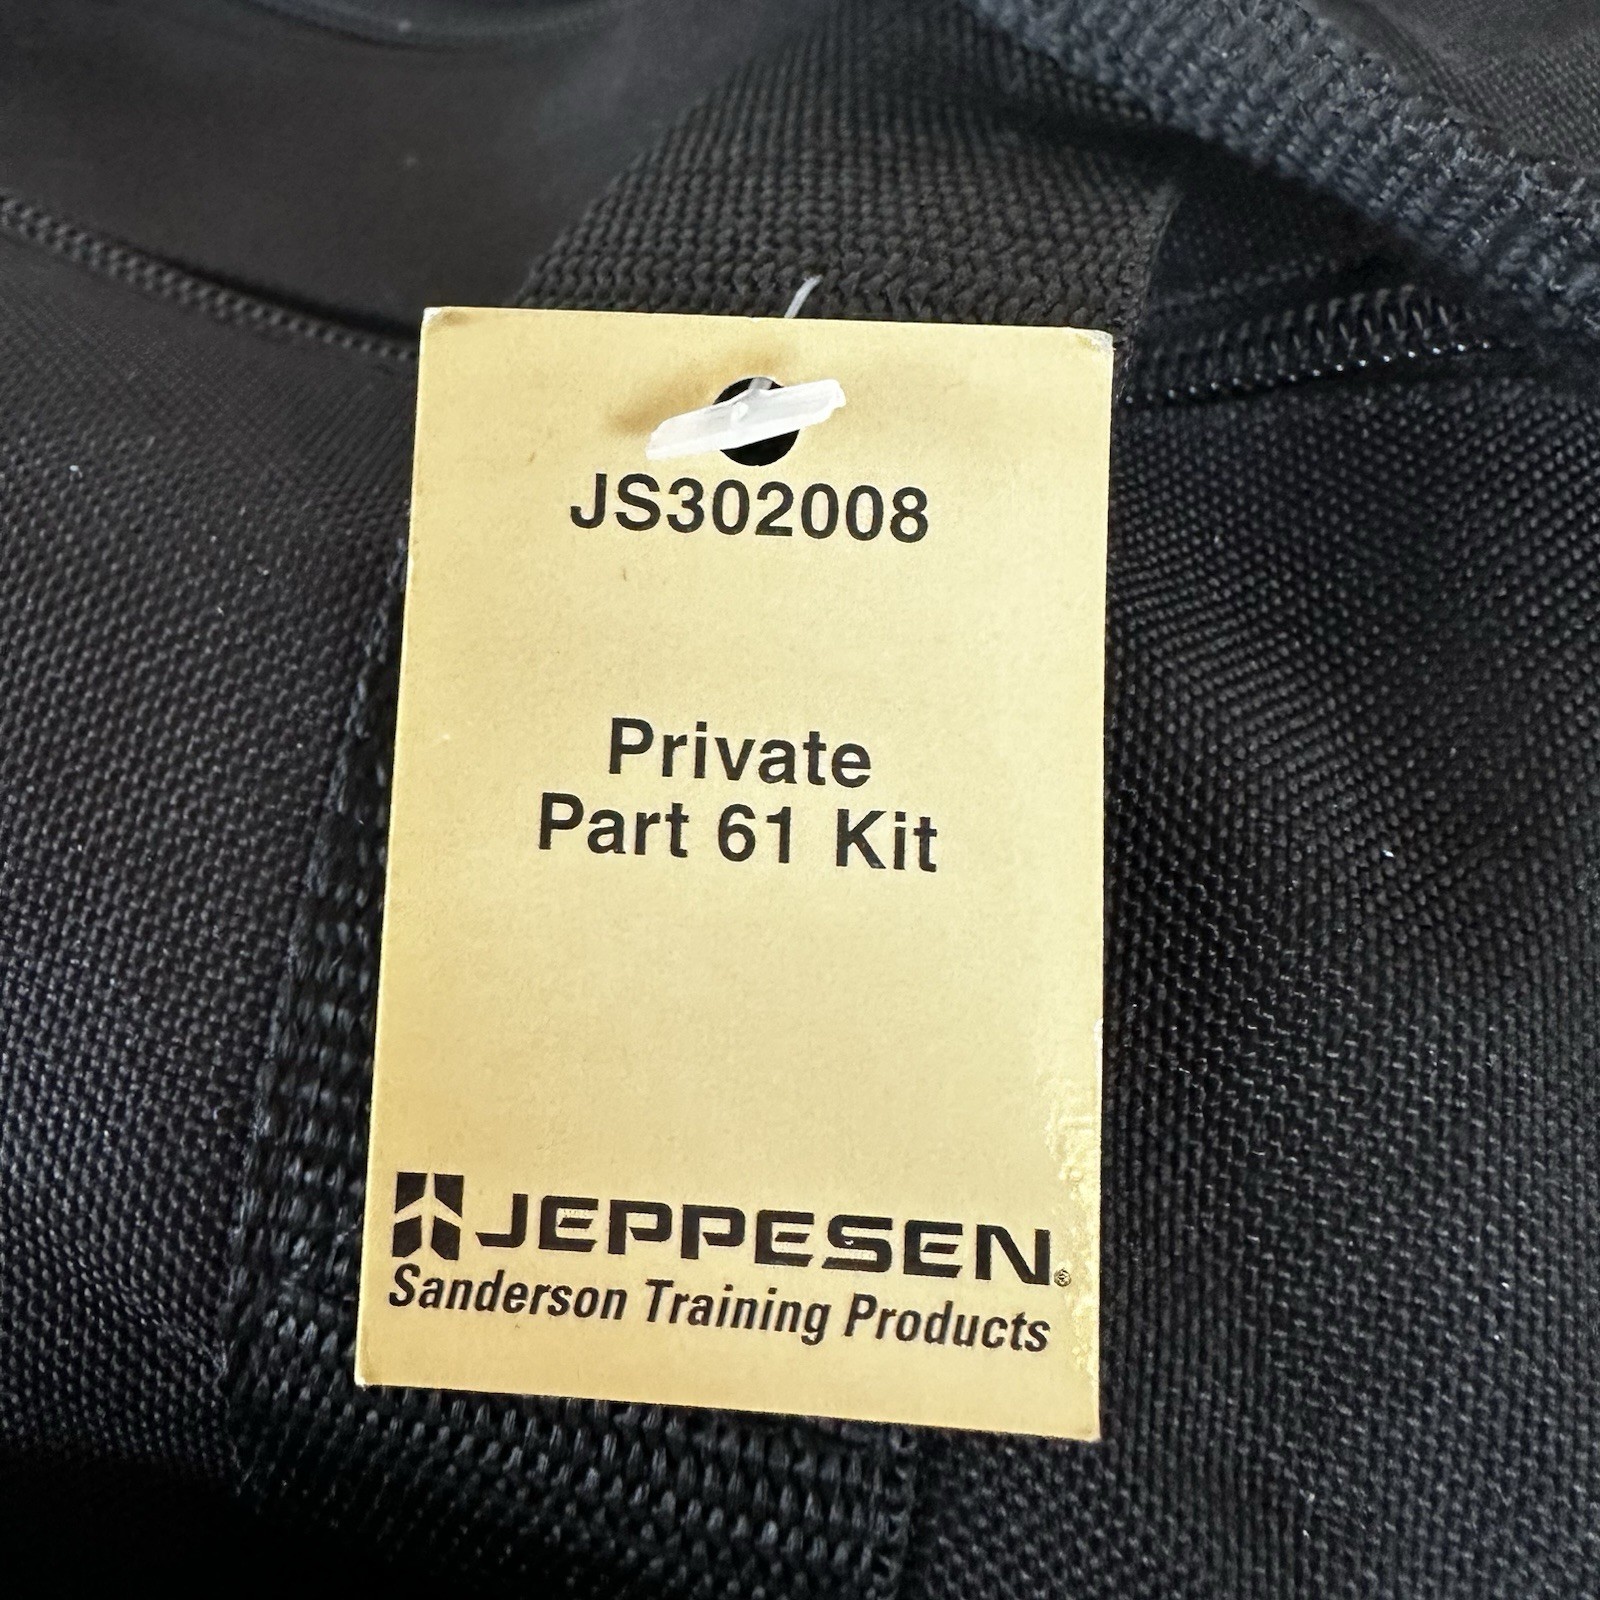 JS302008
Private
Part 61 Kit
JEPPESEN®
Sanderson Training Products